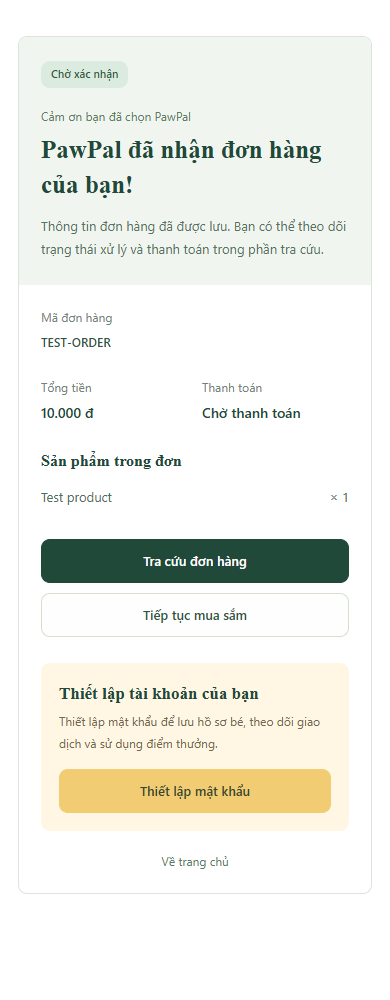 Chờ xác nhận
Cảm ơn bạn đã chọn PawPal
PawPal đã nhận đơn hàng
của bạn!
Thông tin đơn hàng đã được lưu. Bạn có thể theo dõi
trạng thái xử lý và thanh toán trong phần tra cứu.
Mã đơn hàng
TEST-ORDER
Tổng tiền
Thanh toán
10.000 đ
Chờ thanh toán
Sản phẩm trong đơn
Test product × 1
Tra cứu đơn hàng
Tiếp tục mua sắm
Thiết lập tài khoản của bạn
Thiết lập mật khẩu để lưu hồ sơ bé, theo dõi giao
dịch và sử dụng điểm thưởng.
Thiết lập mật khẩu
Về trang chủ